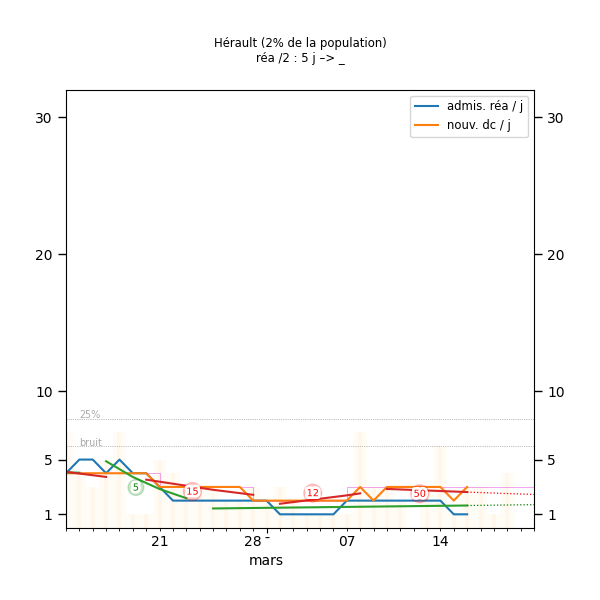 Hérault (2% de la population)
réa /2 : 5 j –> _
admis. réa / j
nouv. dc / j
30 30
20 20
10 10
25%
bruit
5 5
5 15 12 50
1 1
21 28 07 14
mars